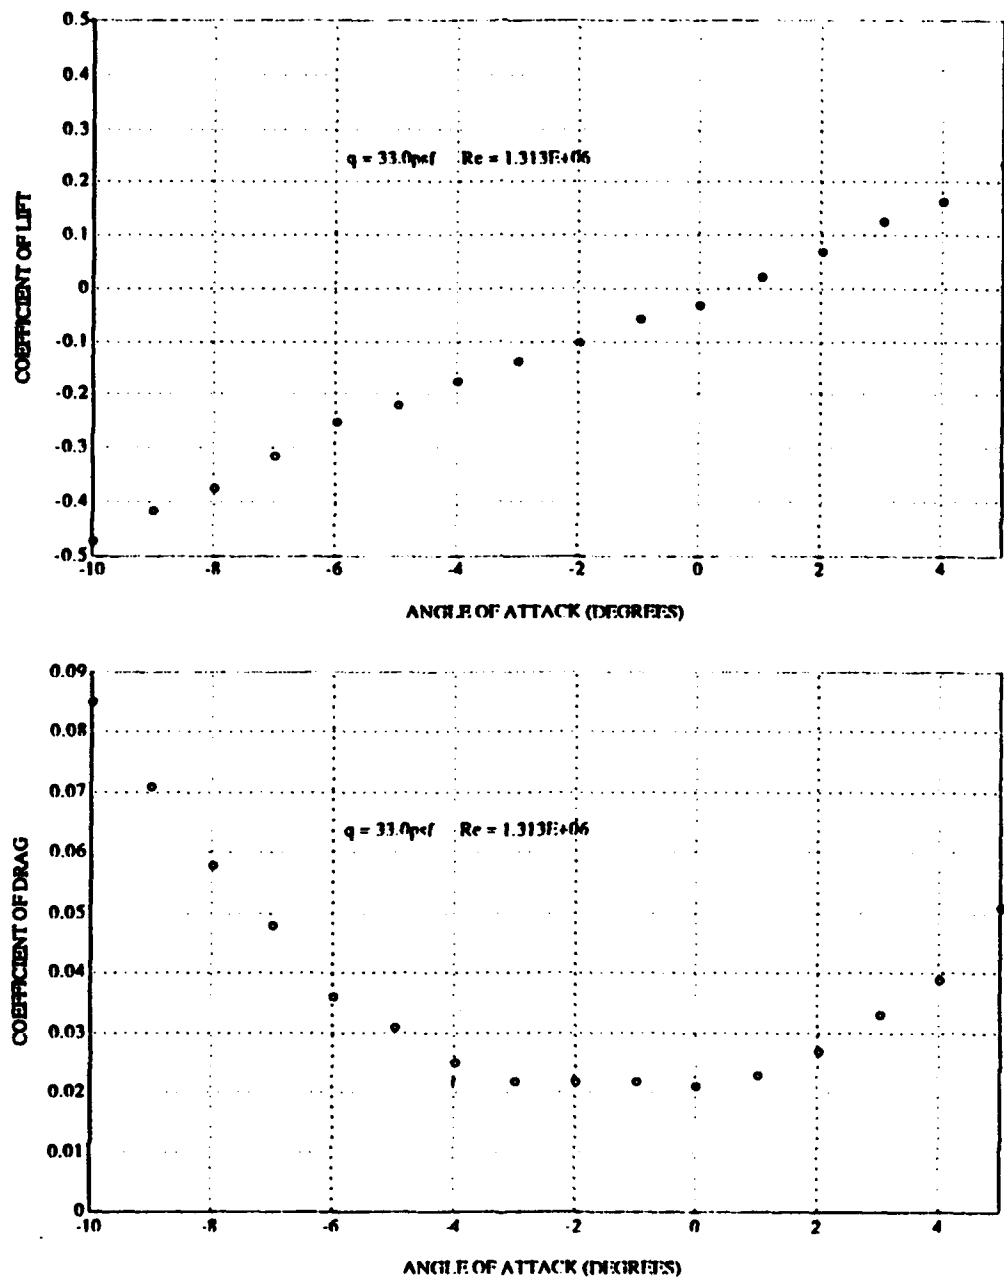 0.5
0.4
0.3
q = 33.0psf Re = 1.313E+06
0.2
0.1
0
-0.1
-0.2
-0.3
-0.4
-0.5
COEFFICIENT OF LIFT
-10 -8 -6 -4 -2 0 2 4
ANGLE OF ATTACK (DEGREES)
0.09
0.08
0.07
q = 33.0psf Re = 1.313E+06
0.06
0.05
0.04
0.03
0.02
0.01
0
COEFFICIENT OF DRAG
-10 -8 -6 -4 -2 0 2 4
ANGLE OF ATTACK (DEGREES)